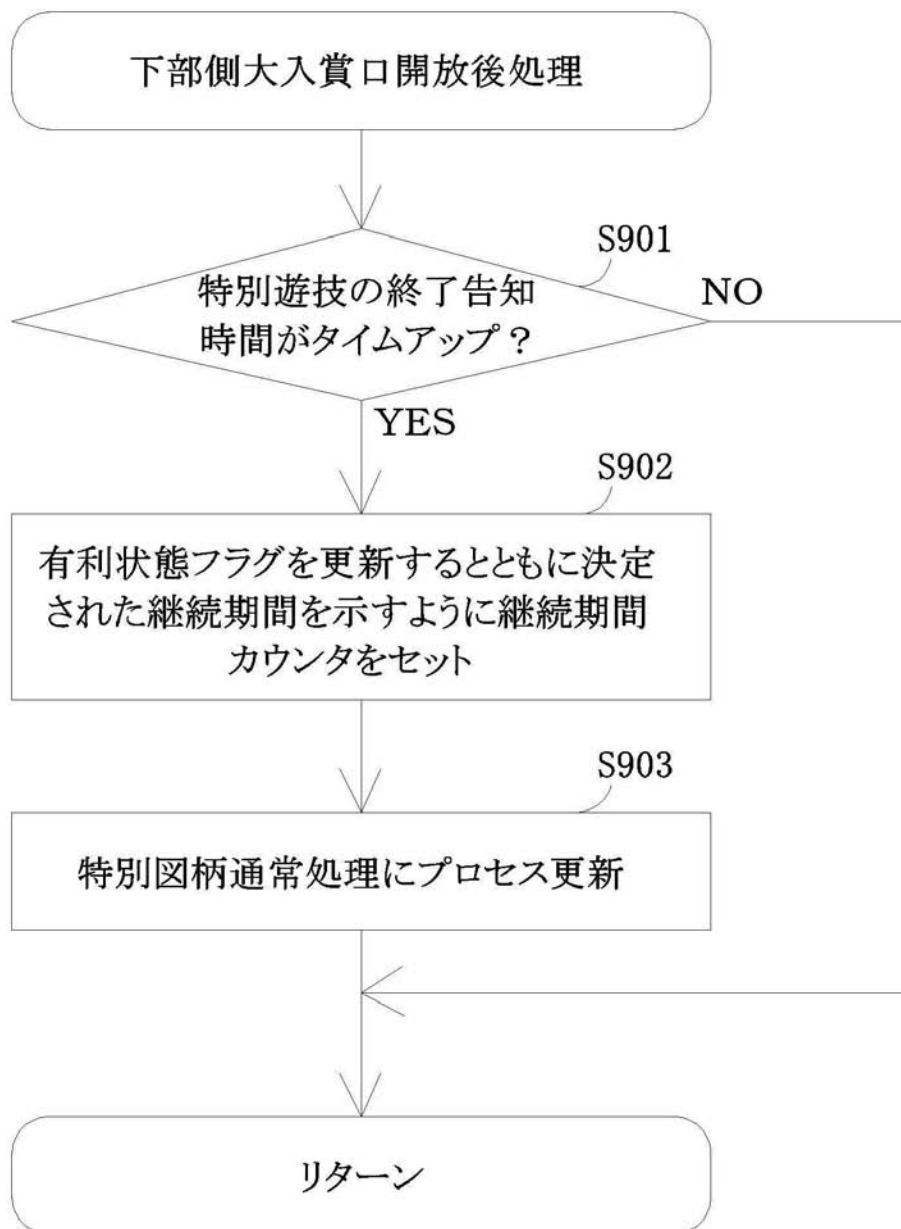 下部側大入賞口開放後処理
S901
特別遊技の終了告知
時間がタイムアップ？
NO
YES
S902
有利状態フラグを更新するとともに決定
された継続期間を示すように継続期間
カウンタをセット
S903
特別図柄通常処理にプロセス更新
リターン